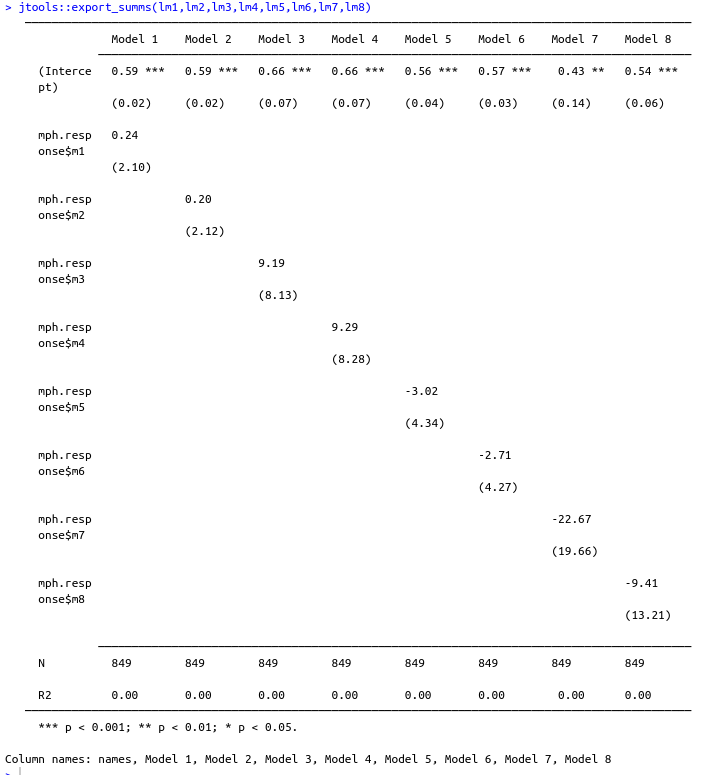 > jtools::export_summs(lm1,lm2,lm3,lm4,lm5,lm6,lm7,lm8)
Model 1 Model 2 Model 3 Model 4 Model 5 Model 6 Model 7 Model 8
(Interce 0.59 *** 0.59 *** 0.66 *** 0.66 *** 0.56 *** 0.57 *** 0.43 ** 0.54 ***
pt)
(0.02) (0.02) (0.07) (0.07) (0.04) (0.03) (0.14) (0.06)
mph.resp 0.24
onse$m1
(2.10)
mph.resp 0.20
onse$m2
(2.12)
mph.resp 9.19
onse$m3
(8.13)
mph.resp 9.29
onse$m4
(8.28)
mph.resp -3.02
onse$m5
(4.34)
mph.resp -2.71
onse$m6
(4.27)
mph.resp -22.67
onse$m7
(19.66)
mph.resp -9.41
onse$m8
(13.21)
N 849 849 849 849 849 849 849 849
R2 0.00 0.00 0.00 0.00 0.00 0.00 0.00 0.00
*** p < 0.001; ** p < 0.01; * p < 0.05.
Column names: names, Model 1, Model 2, Model 3, Model 4, Model 5, Model 6, Model 7, Model 8
>